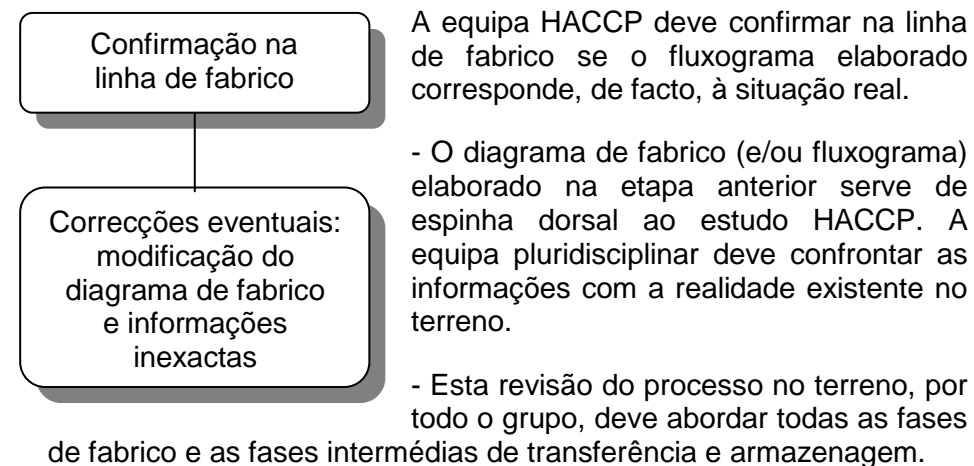 Confirmação na
linha de fabrico
Correcções eventuais:
modificação do
diagrama de fabrico
e informações
inexactas
A equipa HACCP deve confirmar na linha
de fabrico se o fluxograma elaborado
corresponde, de facto, à situação real.
- O diagrama de fabrico (e/ou fluxograma)
elaborado na etapa anterior serve de
espinha dorsal ao estudo HACCP. A
equipa pluridisciplinar deve confrontar as
informações com a realidade existente no
terreno.
- Esta revisão do processo no terreno, por
todo o grupo, deve abordar todas as fases
de fabrico e as fases intermédias de transferência e armazenagem.